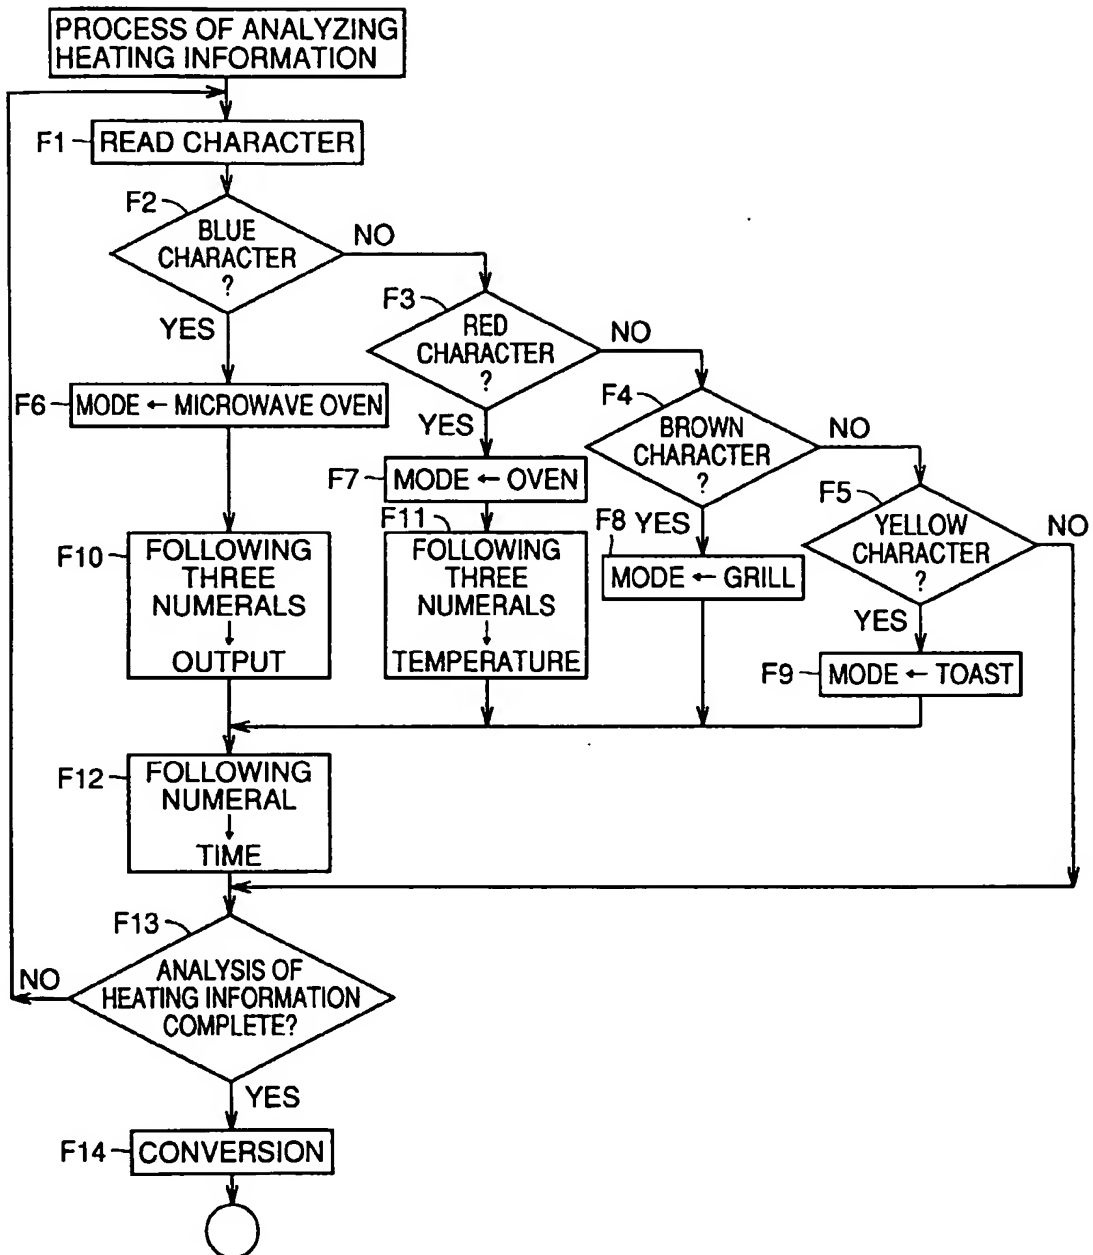 PROCESS OF ANALYZING
HEATING INFORMATION
F1
READ CHARACTER
F2
BLUE
CHARACTER
?
NO
YES
F3
RED
CHARACTER
?
NO
YES
F4
BROWN
CHARACTER
?
NO
YES
F5
YELLOW
CHARACTER
?
NO
YES
F6
MODE ← MICROWAVE OVEN
F7
MODE ← OVEN
F8
MODE ← GRILL
F9
MODE ← TOAST
F10
FOLLOWING
THREE
NUMERALS
↓
OUTPUT
F11
FOLLOWING
THREE
NUMERALS
↓
TEMPERATURE
F12
FOLLOWING
NUMERAL
↓
TIME
F13
ANALYSIS OF
HEATING INFORMATION
COMPLETE?
NO
YES
F14
CONVERSION